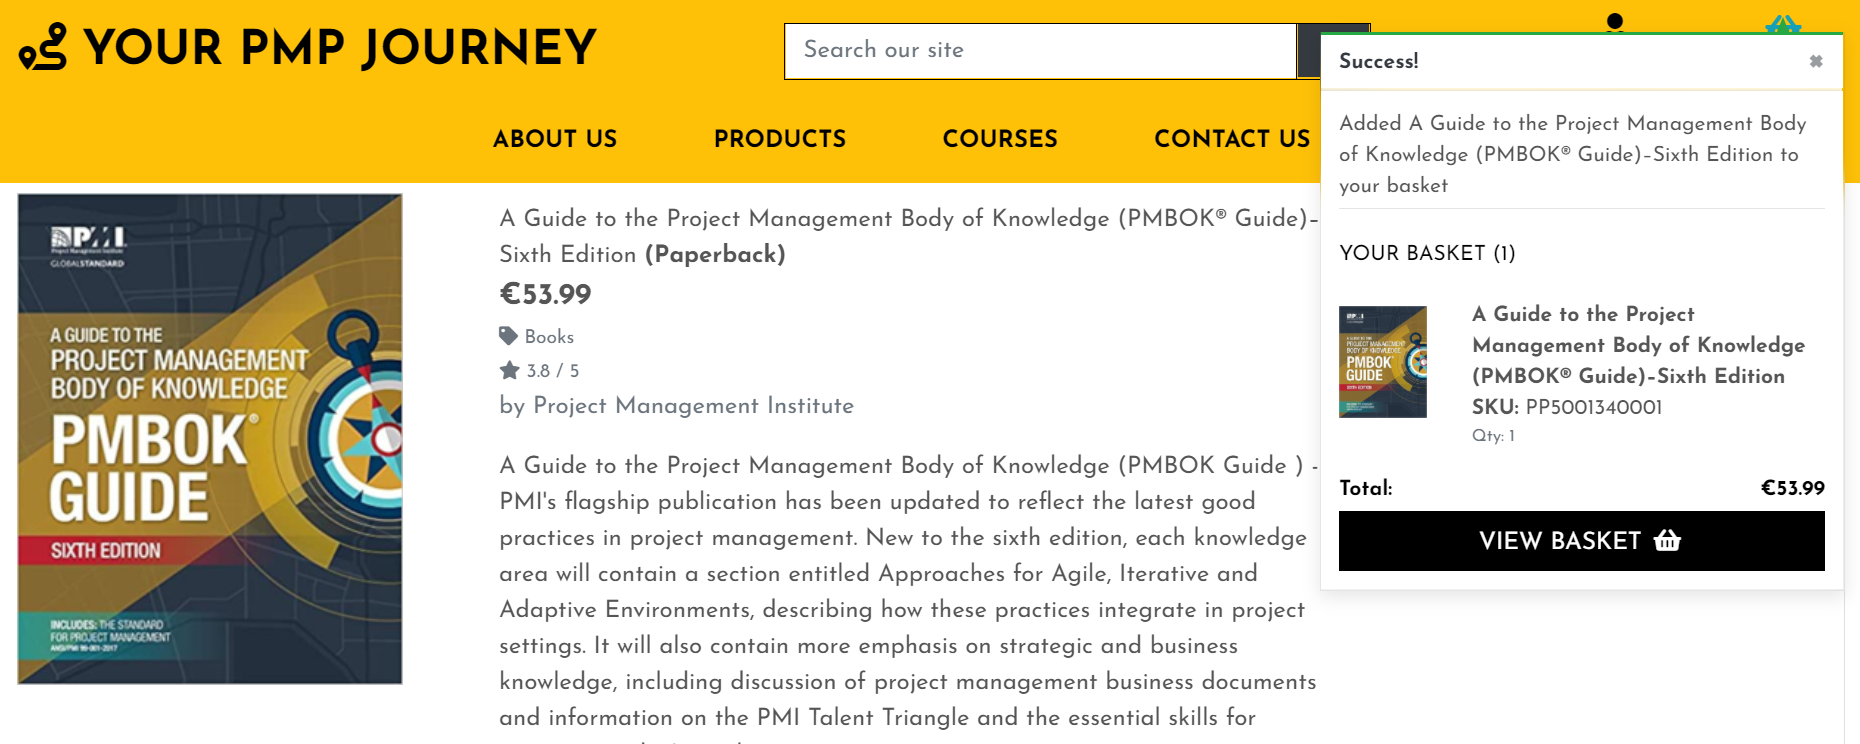 YOUR PMP JOURNEY
Search our site
ABOUT US
PRODUCTS
COURSES
CONTACT US
Success!
✖
Added A Guide to the Project Management Body
of Knowledge (PMBOK® Guide)–Sixth Edition to
your basket
YOUR BASKET (1)
A Guide to the Project
Management Body of Knowledge
(PMBOK® Guide)–Sixth Edition
SKU: PP5001340001
Qty: 1
Total: €53.99
VIEW BASKET
PMI
Project Management Institute
GLOBALSTANDARD
A GUIDE TO THE
PROJECT MANAGEMENT
BODY OF KNOWLEDGE
PMBOK®
GUIDE
SIXTH EDITION
INCLUDES: THE STANDARD
FOR PROJECT MANAGEMENT
ANSI/PMI 99-001-2017
A Guide to the Project Management Body of Knowledge (PMBOK® Guide)–
Sixth Edition (Paperback)
€53.99
Books
3.8 / 5
by Project Management Institute
A Guide to the Project Management Body of Knowledge (PMBOK Guide ) -
PMI's flagship publication has been updated to reflect the latest good
practices in project management. New to the sixth edition, each knowledge
area will contain a section entitled Approaches for Agile, Iterative and
Adaptive Environments, describing how these practices integrate in project
settings. It will also contain more emphasis on strategic and business
knowledge, including discussion of project management business documents
and information on the PMI Talent Triangle and the essential skills for